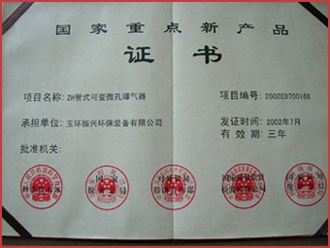 国家重点新产品
证书
项目名称: ZH管式可变微孔曝气器
项目编号: 2002ED700168
承担单位: 玉环振兴环保装备有限公司
发证时间: 2002年7月
有效期: 三年
批准机关: